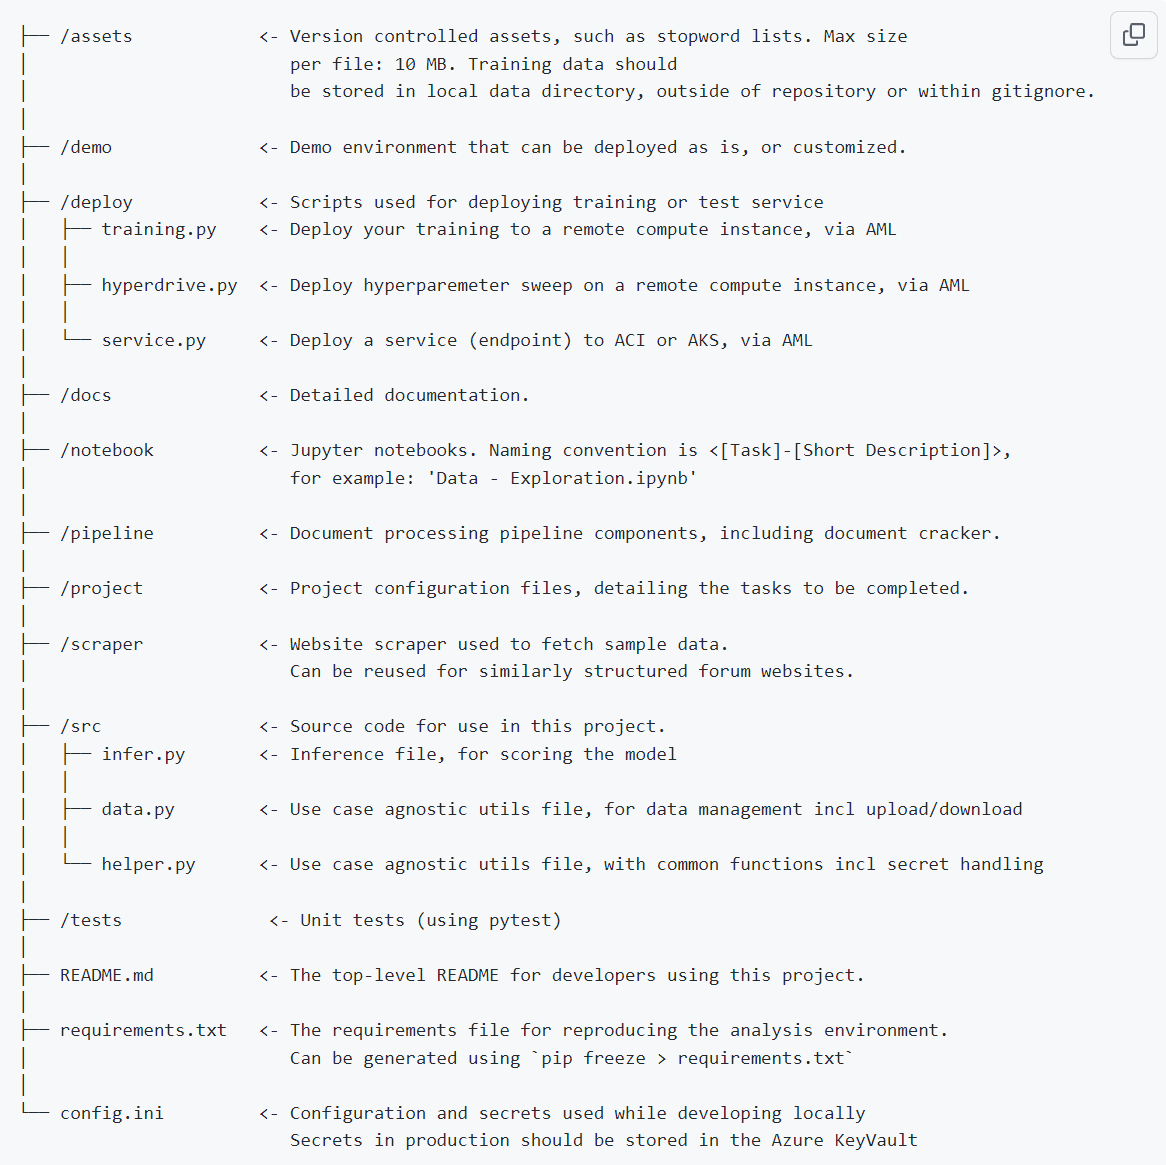 ├── /assets            <- Version controlled assets, such as stopword lists. Max size
│                         per file: 10 MB. Training data should
│                         be stored in local data directory, outside of repository or within gitignore.
│
├── /demo              <- Demo environment that can be deployed as is, or customized.
│
├── /deploy            <- Scripts used for deploying training or test service
│   ├── training.py    <- Deploy your training to a remote compute instance, via AML
│   │
│   ├── hyperdrive.py  <- Deploy hyperparemeter sweep on a remote compute instance, via AML
│   │
│   └── service.py     <- Deploy a service (endpoint) to ACI or AKS, via AML
│
├── /docs              <- Detailed documentation.
│
├── /notebook          <- Jupyter notebooks. Naming convention is <[Task]-[Short Description]>,
│                         for example: 'Data - Exploration.ipynb'
│
├── /pipeline          <- Document processing pipeline components, including document cracker.
│
├── /project           <- Project configuration files, detailing the tasks to be completed.
│
├── /scraper           <- Website scraper used to fetch sample data.
│                         Can be reused for similarly structured forum websites.
│
├── /src               <- Source code for use in this project.
│   ├── infer.py       <- Inference file, for scoring the model
│   │
│   ├── data.py        <- Use case agnostic utils file, for data management incl upload/download
│   │
│   └── helper.py      <- Use case agnostic utils file, with common functions incl secret handling
│
├── /tests              <- Unit tests (using pytest)
│
├── README.md          <- The top-level README for developers using this project.
│
├── requirements.txt   <- The requirements file for reproducing the analysis environment.
│                         Can be generated using `pip freeze > requirements.txt`
│
└── config.ini         <- Configuration and secrets used while developing locally
                          Secrets in production should be stored in the Azure KeyVault